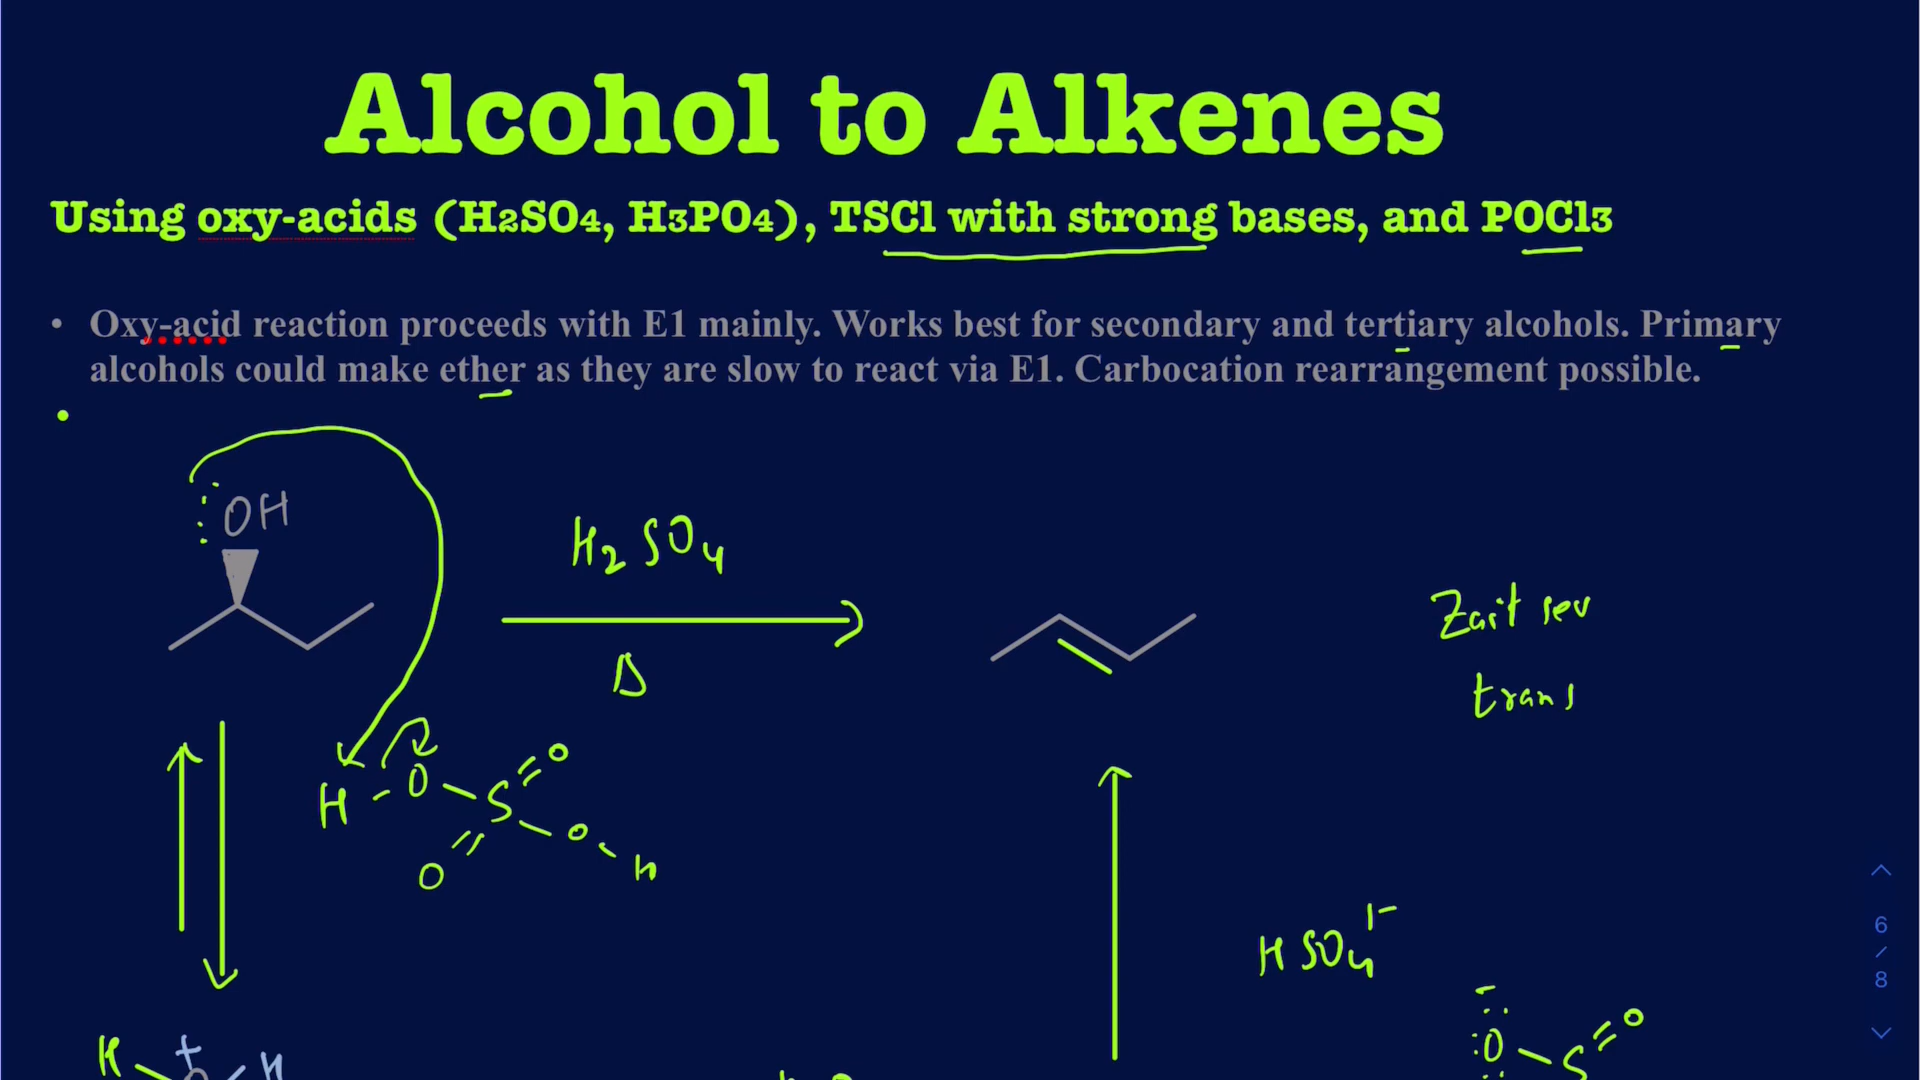 Alcohol to Alkenes
Using oxy-acids (H2SO4, H3PO4), TSCl with strong bases, and POCl3
• Oxy-acid reaction proceeds with E1 mainly. Works best for secondary and tertiary alcohols. Primary
alcohols could make ether as they are slow to react via E1. Carbocation rearrangement possible.
OH
H2SO4
Δ
Zaitsev
trans
H-O-S=O
=O
-O-H
HSO4 1-
6
/
8
:O-S=O
H + H